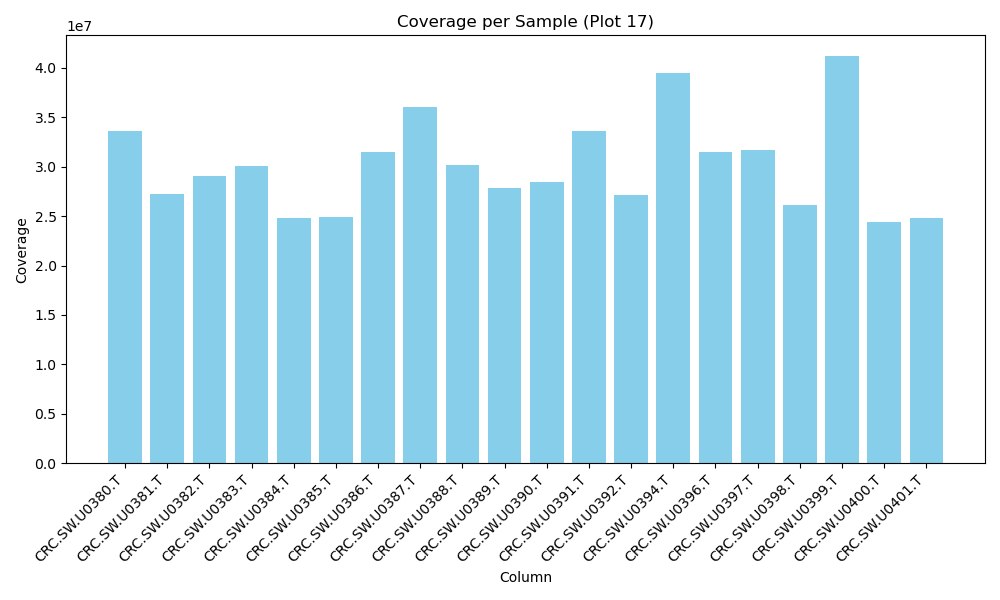 Coverage per Sample (Plot 17)
1e7
Coverage
4.0
3.5
3.0
2.5
2.0
1.5
1.0
0.5
0.0
CRC.SW.U0380.T
CRC.SW.U0381.T
CRC.SW.U0382.T
CRC.SW.U0383.T
CRC.SW.U0384.T
CRC.SW.U0385.T
CRC.SW.U0386.T
CRC.SW.U0387.T
CRC.SW.U0388.T
CRC.SW.U0389.T
CRC.SW.U0390.T
CRC.SW.U0391.T
CRC.SW.U0392.T
CRC.SW.U0394.T
CRC.SW.U0396.T
CRC.SW.U0397.T
CRC.SW.U0398.T
CRC.SW.U0399.T
CRC.SW.U0400.T
CRC.SW.U0401.T
Column